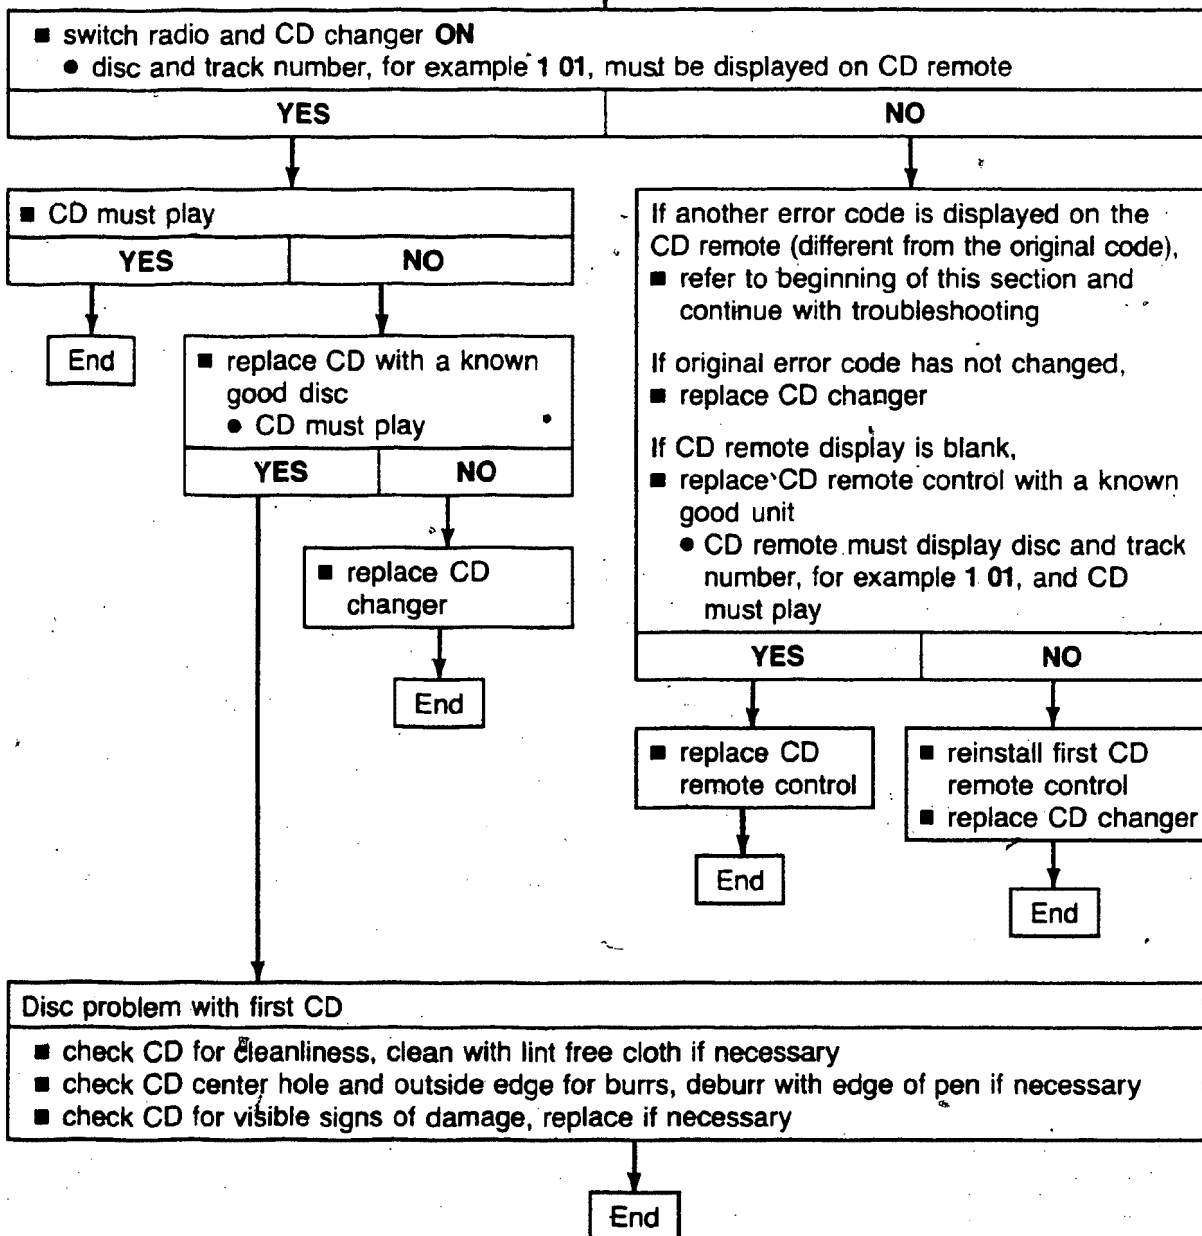 ■ switch radio and CD changer ON
● disc and track number, for example 1 01, must be displayed on CD remote
YES
NO
■ CD must play
YES
NO
End
■ replace CD with a known
good disc
● CD must play
YES
NO
■ replace CD
changer
End
If another error code is displayed on the
CD remote (different from the original code),
■ refer to beginning of this section and
continue with troubleshooting
If original error code has not changed,
■ replace CD changer
If CD remote display is blank,
■ replace CD remote control with a known
good unit
● CD remote must display disc and track
number, for example 1 01, and CD
must play
YES
NO
■ replace CD
remote control
End
■ reinstall first CD
remote control
■ replace CD changer
End
Disc problem with first CD
■ check CD for cleanliness, clean with lint free cloth if necessary
■ check CD center hole and outside edge for burrs, deburr with edge of pen if necessary
■ check CD for visible signs of damage, replace if necessary
End